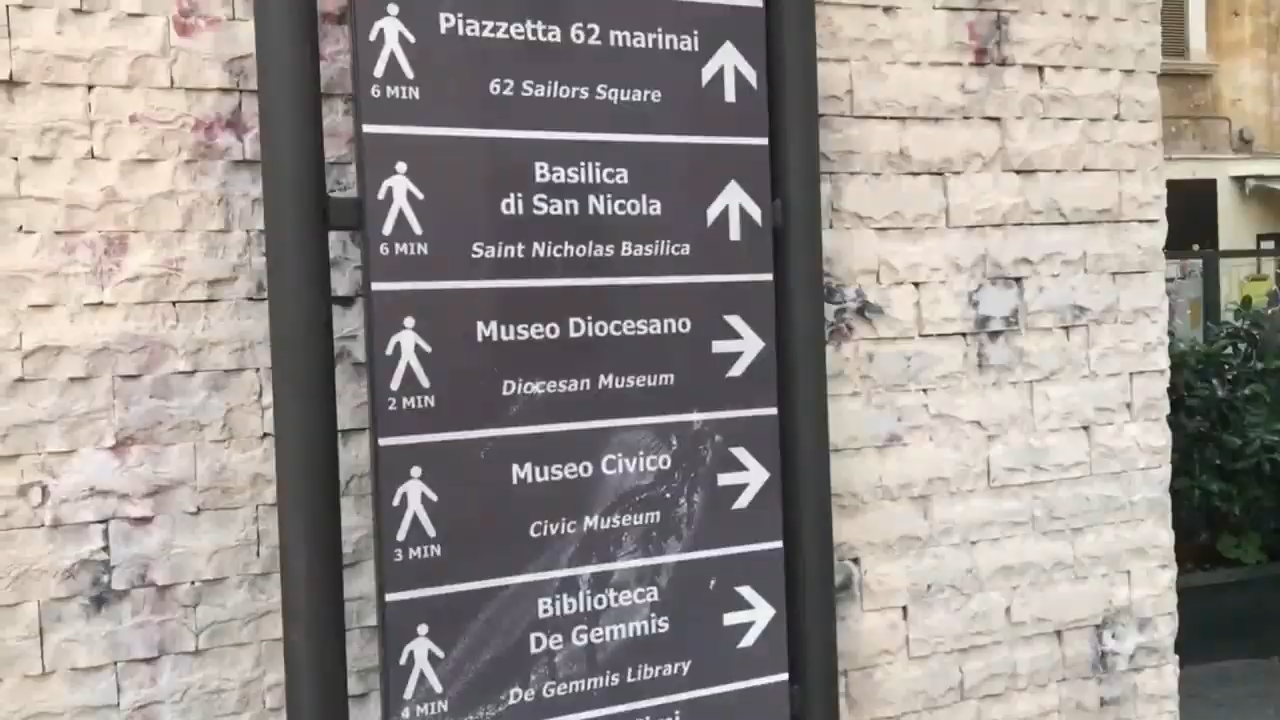 Piazzetta 62 marinai
62 Sailors Square
6 MIN
Basilica
di San Nicola
Saint Nicholas Basilica
6 MIN
Museo Diocesano
Diocesan Museum
2 MIN
Museo Civico
Civic Museum
3 MIN
Biblioteca
De Gemmis
De Gemmis Library
4 MIN